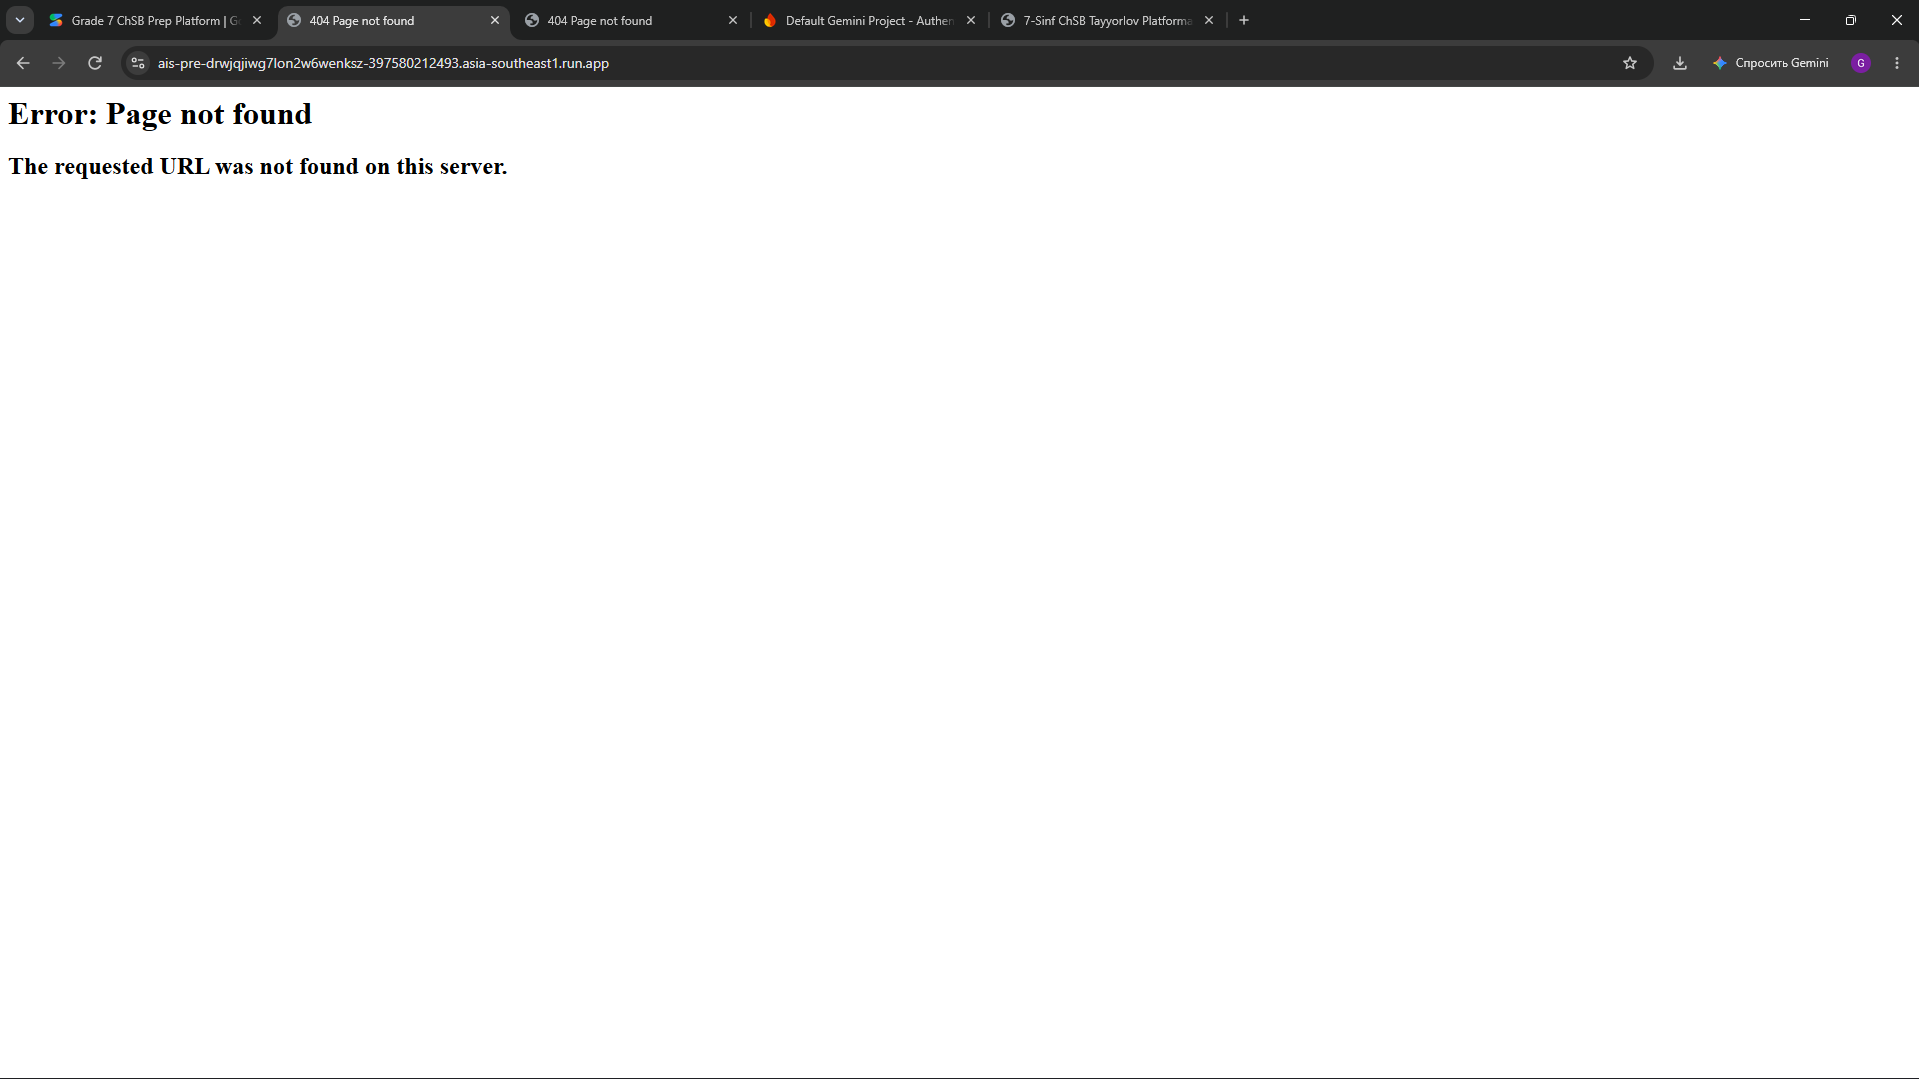 Grade 7 ChSB Prep Platform | G
404 Page not found
404 Page not found
Default Gemini Project - Authen
7-Sinf ChSB Tayyorlov Platforma
ais-pre-drwjqjiwg7lon2w6wenksz-397580212493.asia-southeast1.run.app
Спросить Gemini
G
Error: Page not found
The requested URL was not found on this server.